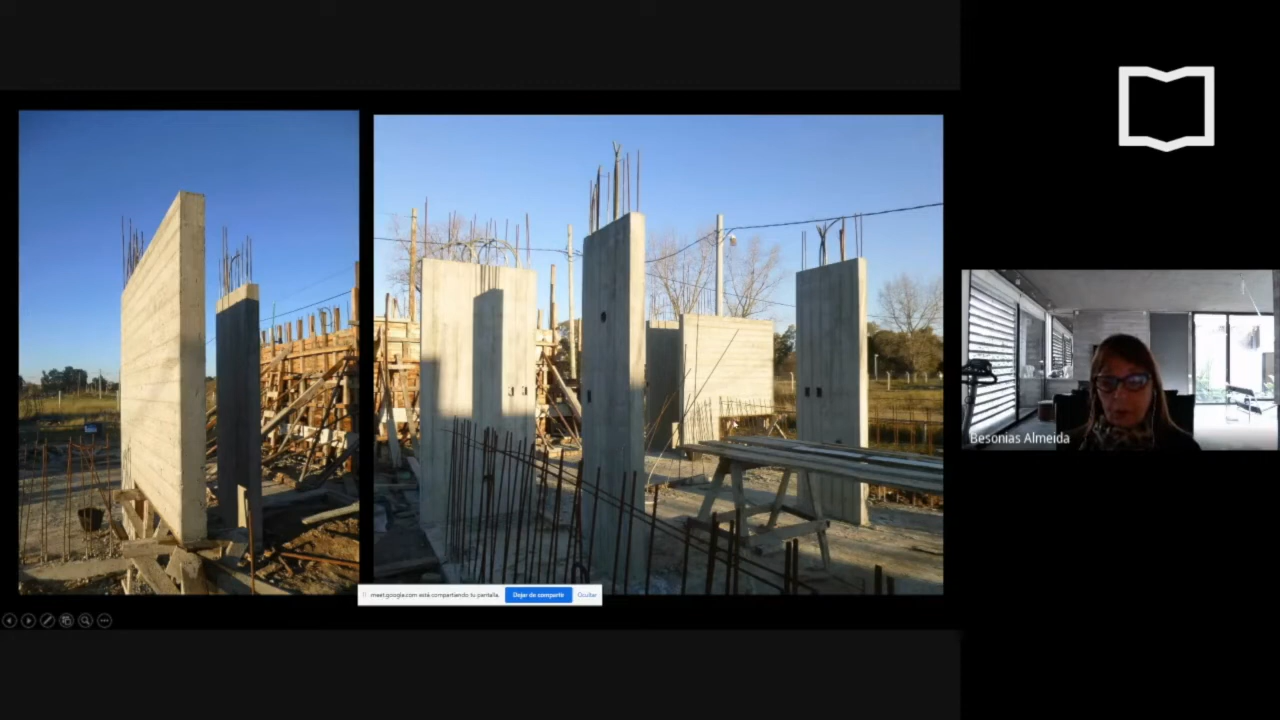 Besonias Almeida
meet.google.com está compartiendo tu pantalla.
Dejar de compartir
Ocultar